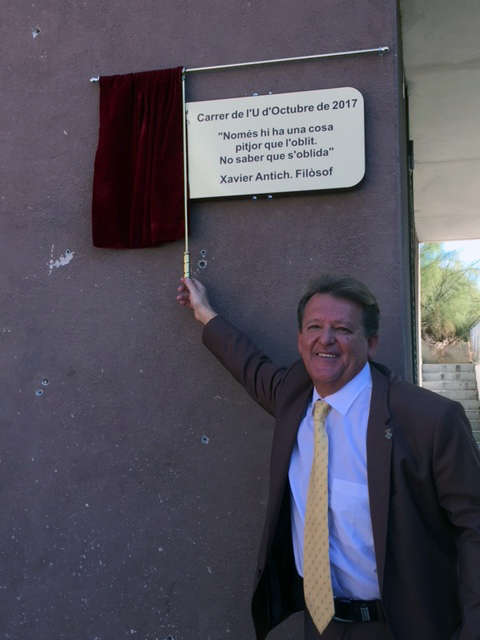 Carrer de l'U d'Octubre de 2017
"Només hi ha una cosa
pitjor que l'oblit.
No saber que s'oblida"
Xavier Antich. Filòsof